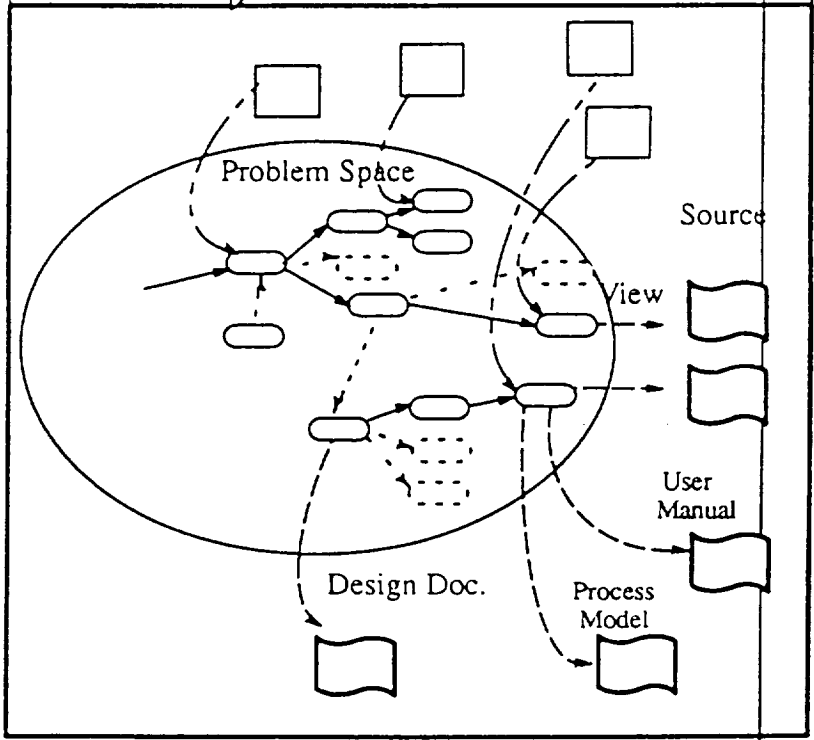 Problem Space
Source
View
User
Manual
Design Doc.
Process
Model